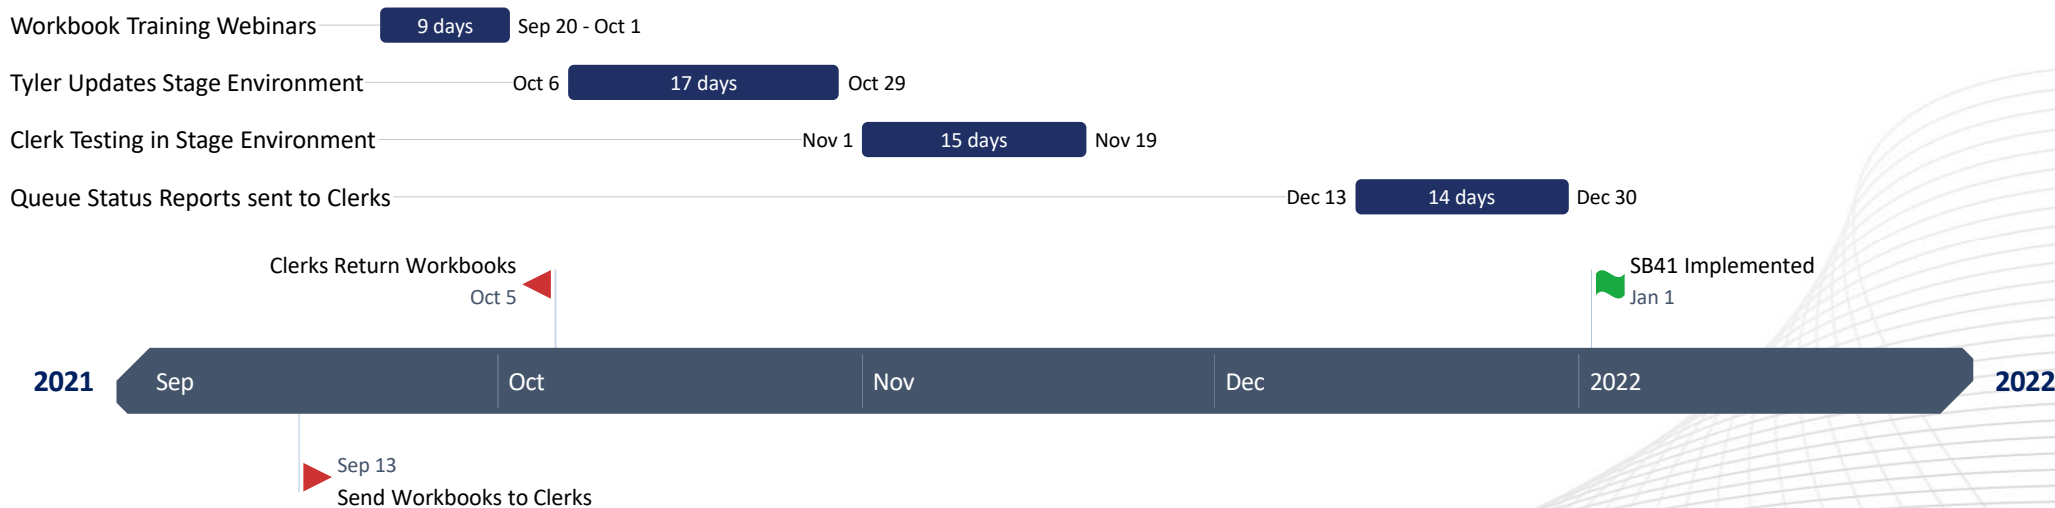 Workbook Training Webinars 9 days Sep 20 - Oct 1
Tyler Updates Stage Environment Oct 6 17 days Oct 29
Clerk Testing in Stage Environment Nov 1 15 days Nov 19
Queue Status Reports sent to Clerks Dec 13 14 days Dec 30
Clerks Return Workbooks
Oct 5
SB41 Implemented
Jan 1
2021 Sep Oct Nov Dec 2022 2022
Sep 13
Send Workbooks to Clerks